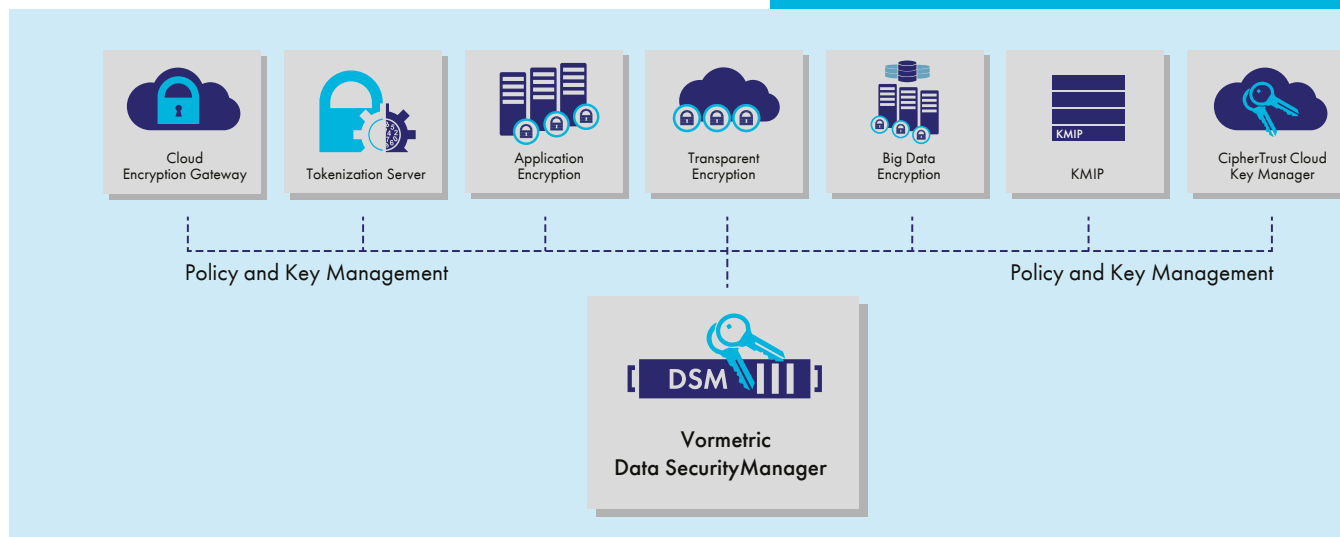 Cloud
Encryption Gateway
Tokenization Server
Application
Encryption
Transparent
Encryption
Big Data
Encryption
KMIP
KMIP
CipherTrust Cloud
Key Manager
Policy and Key Management
Policy and Key Management
DSM
Vormetric
Data SecurityManager